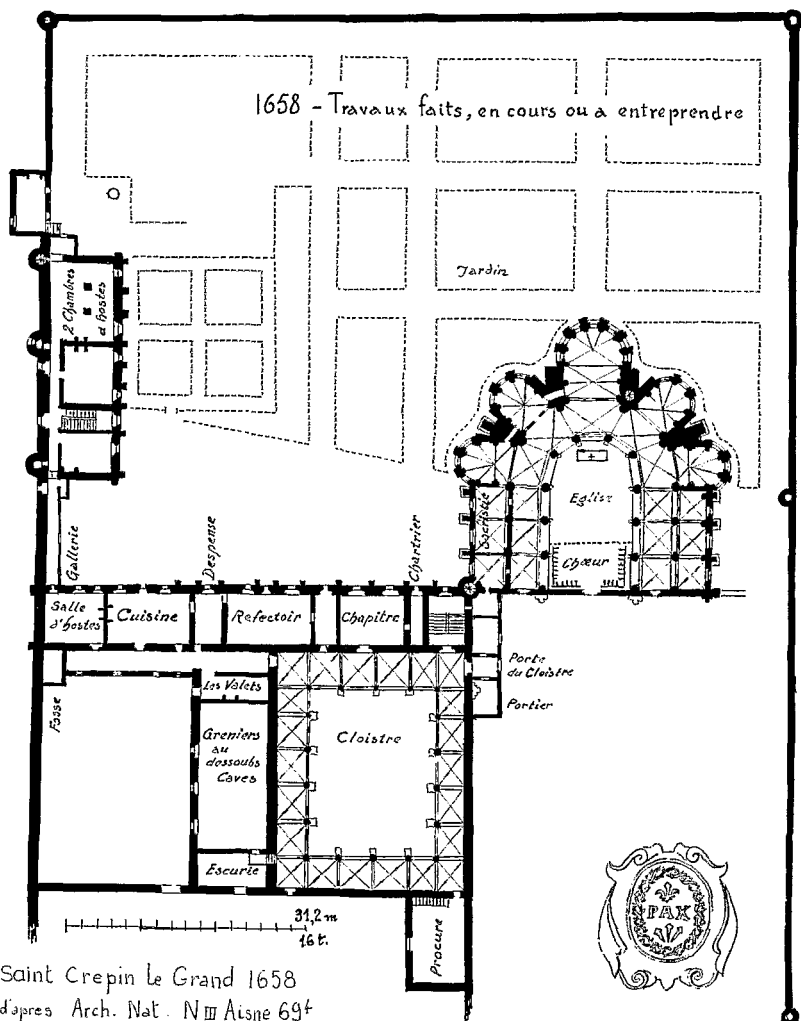 1658 - Travaux faits, en cours ou a entreprendre
Jardin
2 Chambres
d'hostes
Gallerie
Despense
Chartrier
Sacristie
Eglise
Chœur
Salle
d'hostes
Cuisine
Refectoir
Chapitre
Porte
du Cloistre
Portier
Fosse
Les Valets
Greniers
au
dessoubs
Caves
Cloistre
Escurie
Procure
PAX
31,2 m
16 t.
Saint Crepin le Grand 1658
d'apres Arch. Nat. N III Aisne 69⁴